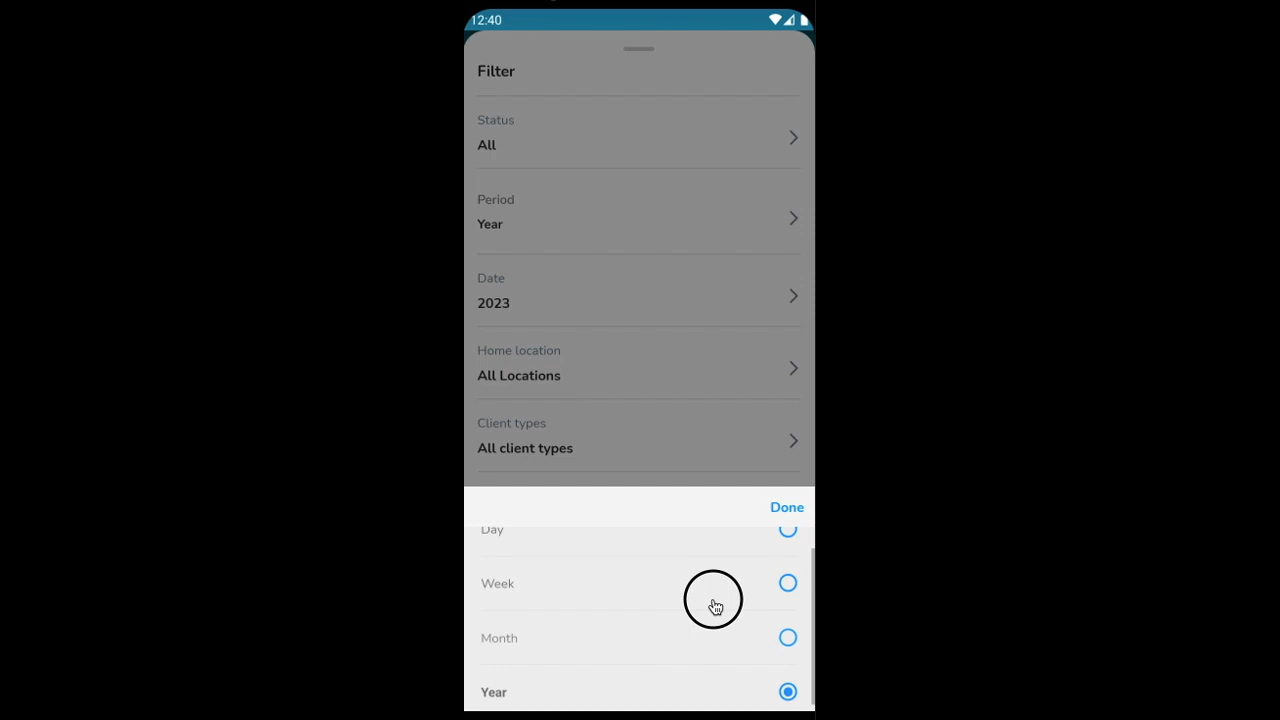 12:40
Filter
Status
All
Period
Year
Date
2023
Home location
All Locations
Client types
All client types
Done
Day
Week
Month
Year